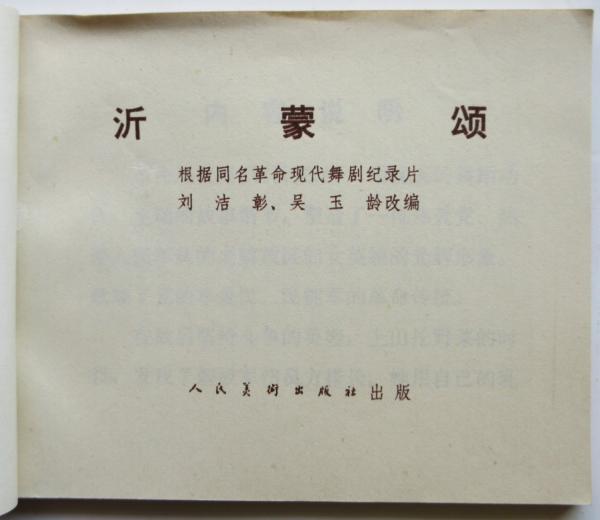 沂蒙颂
根据同名革命现代舞剧纪录片
刘洁彰、吴玉龄改编
人民美術出版社出版